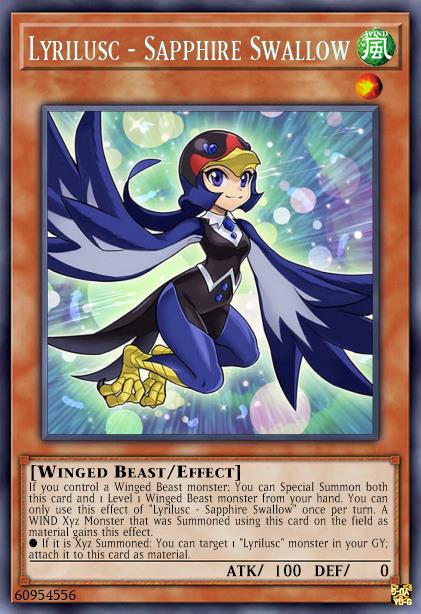 LYRILUSC - SAPPHIRE SWALLOW
WIND
風
[WINGED BEAST/EFFECT]
If you control a Winged Beast monster: You can Special Summon both
this card and 1 Level 1 Winged Beast monster from your hand. You can
only use this effect of "Lyrilusc - Sapphire Swallow" once per turn. A
WIND Xyz Monster that was Summoned using this card on the field as
material gains this effect.
● If it is Xyz Summoned: You can target 1 "Lyrilusc" monster in your GY;
attach it to this card as material.
ATK/ 100 DEF/ 0
60954556